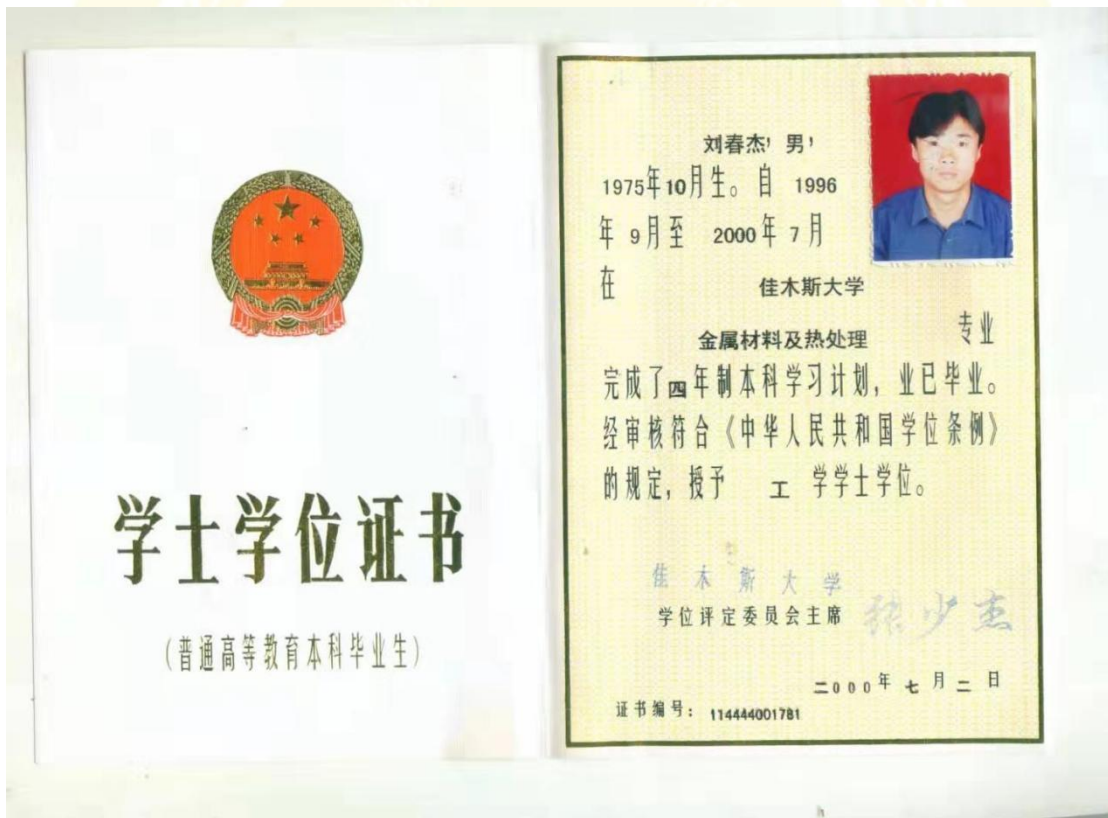 学士学位证书
(普通高等教育本科毕业生)
刘春杰, 男,
1975年10月生。自 1996
年 9月至 2000年 7月
在 佳木斯大学
金属材料及热处理 专业
完成了四年制本科学习计划, 业已毕业。
经审核符合《中华人民共和国学位条例》
的规定, 授予 工 学学士学位。
佳木斯大学
学位评定委员会主席 张少杰
二000年 七 月 二 日
证书编号: 114444001781